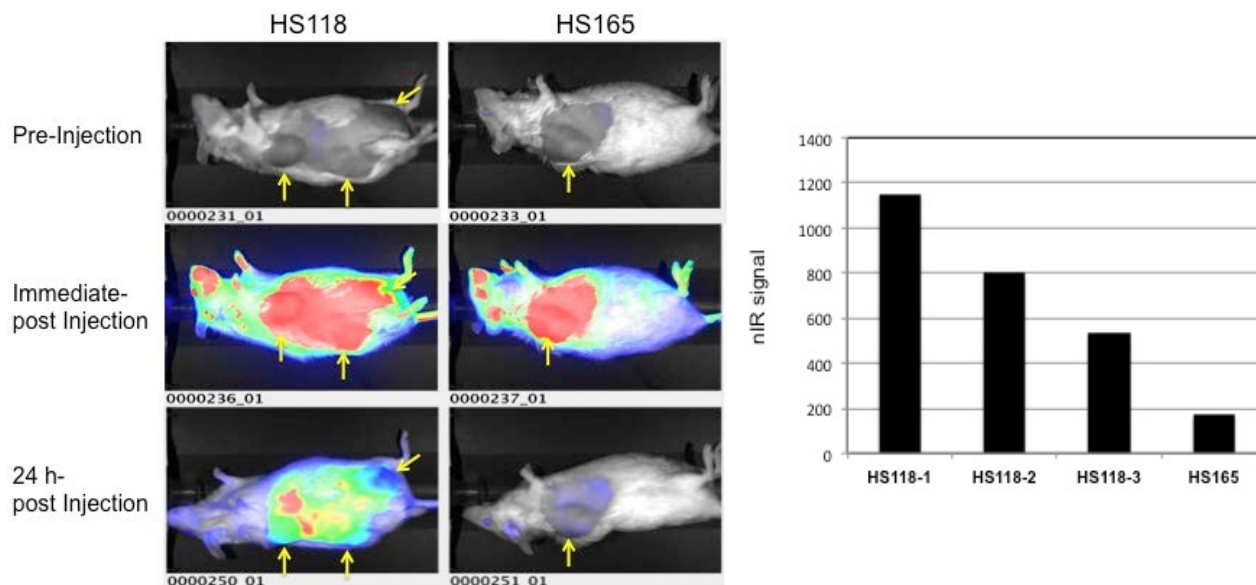 HS118
HS165
Pre-Injection
0000231_01
0000233_01
Immediate-
post Injection
0000236_01
0000237_01
24 h-
post Injection
0000250_01
0000251_01
nIR signal
1400
1200
1000
800
600
400
200
0
HS118-1
HS118-2
HS118-3
HS165